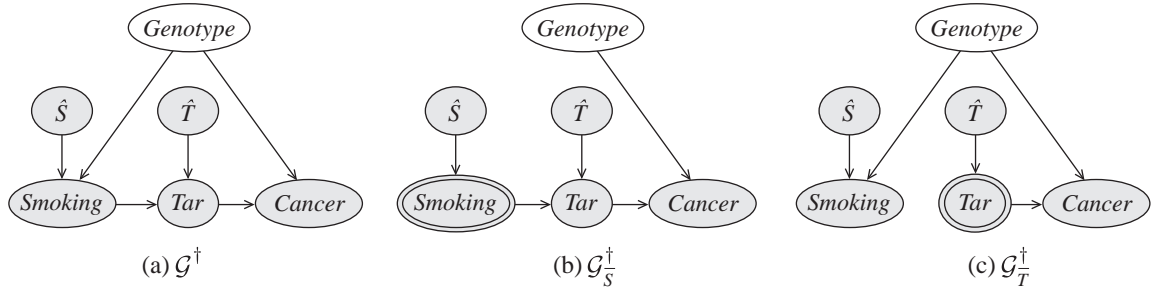 Genotype Genotype Genotype
Ŝ T̂ Ŝ T̂ Ŝ T̂
Smoking Tar Cancer Smoking Tar Cancer Smoking Tar Cancer
(a) 𝒢† (b) 𝒢†S̅ (c) 𝒢†T̅